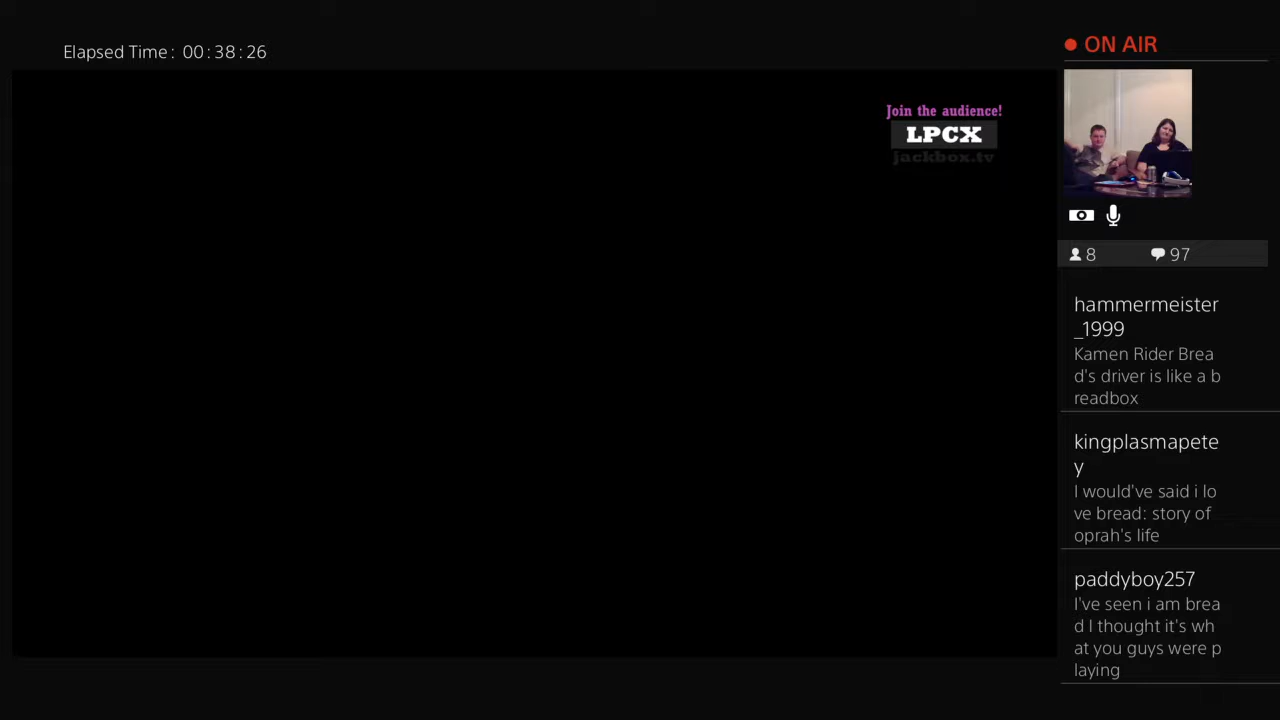 Elapsed Time: 00:38:26
ON AIR
Join the audience!
LPCX
jackbox.tv
8 97
hammermeister
_1999
Kamen Rider Brea
d's driver is like a b
readbox
kingplasmapete
y
I would've said i lo
ve bread: story of
oprah's life
paddyboy257
I've seen i am brea
d I thought it's wh
at you guys were p
laying